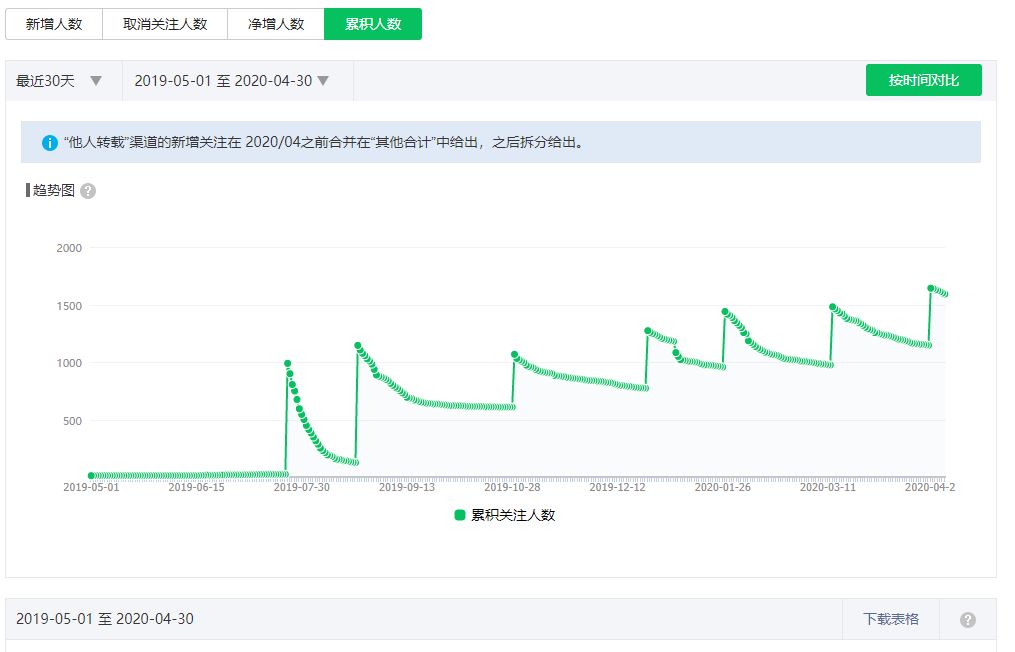 新增人数 取消关注人数 净增人数 累积人数
最近30天 2019-05-01 至 2020-04-30 按时间对比
“他人转载”渠道的新增关注在 2020/04之前合并在“其他合计”中给出，之后拆分给出。
趋势图
2000
1500
1000
500
2019-05-01 2019-06-15 2019-07-30 2019-09-13 2019-10-28 2019-12-12 2020-01-26 2020-03-11 2020-04-2
累积关注人数
2019-05-01 至 2020-04-30 下载表格